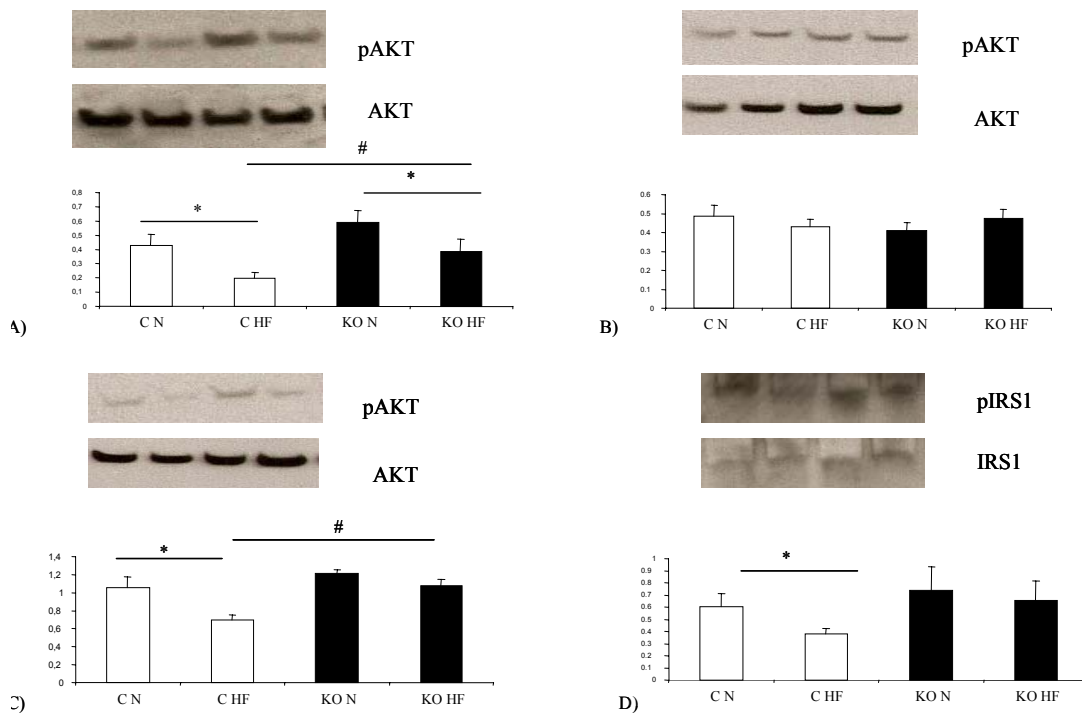 pAKT
AKT
#
*
*
0,8
0,7
0,6
0,5
0,4
0,3
0,2
0,1
0
C N
C HF
KO N
KO HF
A)
pAKT
AKT
0.6
0.5
0.4
0.3
0.2
0.1
0
C N
C HF
KO N
KO HF
B)
pAKT
AKT
#
*
1,4
1,2
1
0,8
0,6
0,4
0,2
0
C N
C HF
KO N
KO HF
C)
pIRS1
IRS1
*
1
0.9
0.8
0.7
0.6
0.5
0.4
0.3
0.2
0.1
0
C N
C HF
KO N
KO HF
D)